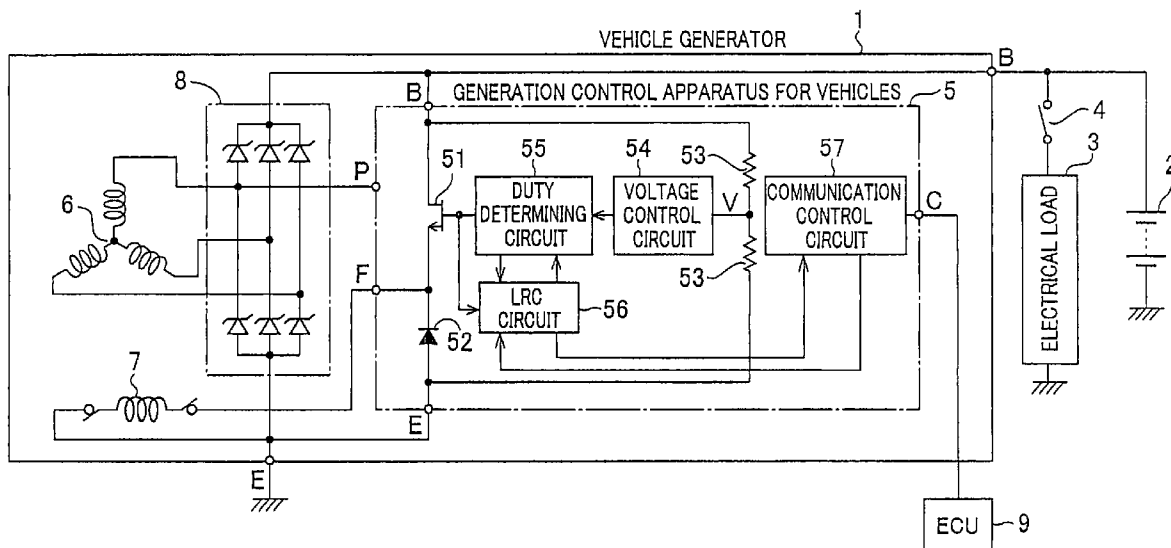 1
VEHICLE GENERATOR
B
8
B
GENERATION CONTROL APPARATUS FOR VEHICLES
5
4
53
3
51
55
54
57
2
P
DUTY
DETERMINING
CIRCUIT
VOLTAGE
CONTROL
CIRCUIT
V
COMMUNICATION
CONTROL
CIRCUIT
C
6
ELECTRICAL LOAD
53
F
LRC
CIRCUIT
56
52
7
E
E
ECU
9